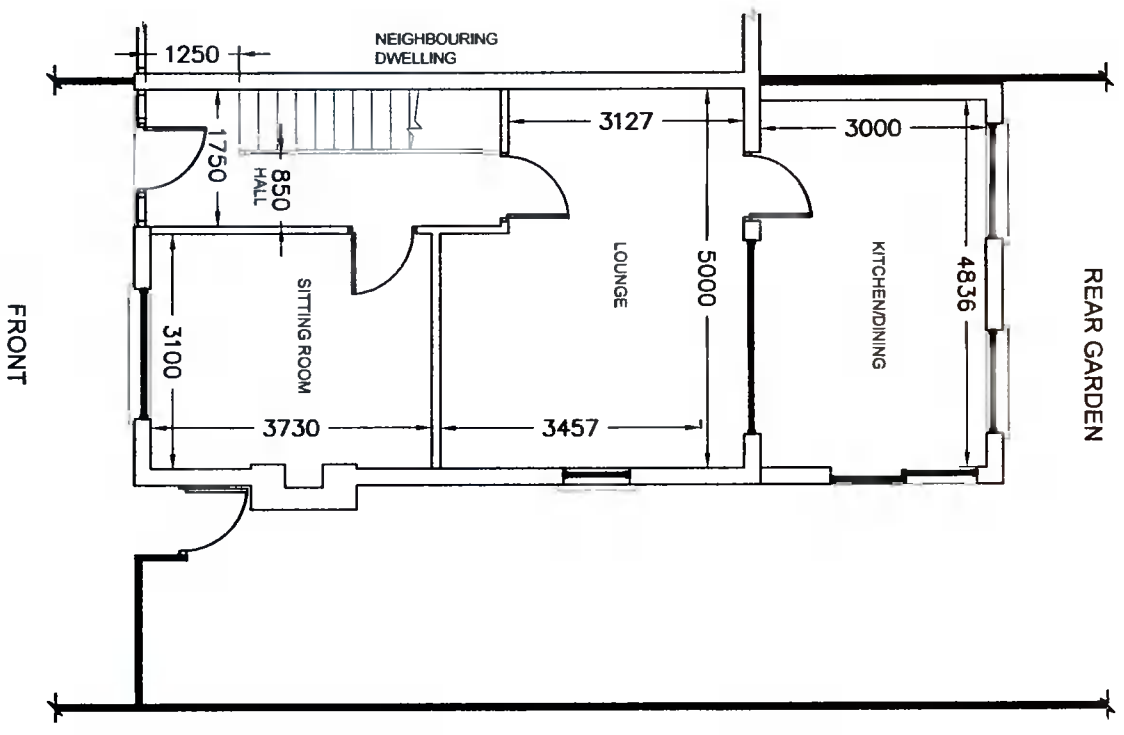 NEIGHBOURING
DWELLING
1250
1750
850
HALL
3127
3000
LOUNGE
5000
KITCHEN/DINING
4836
REAR GARDEN
FRONT
3100
SITTING ROOM
3730
3457